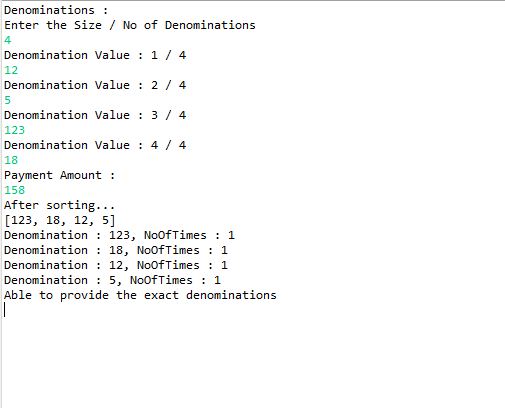 Denominations :
Enter the Size / No of Denominations
4
Denomination Value : 1 / 4
12
Denomination Value : 2 / 4
5
Denomination Value : 3 / 4
123
Denomination Value : 4 / 4
18
Payment Amount :
158
After sorting...
[123, 18, 12, 5]
Denomination : 123, NoOfTimes : 1
Denomination : 18, NoOfTimes : 1
Denomination : 12, NoOfTimes : 1
Denomination : 5, NoOfTimes : 1
Able to provide the exact denominations